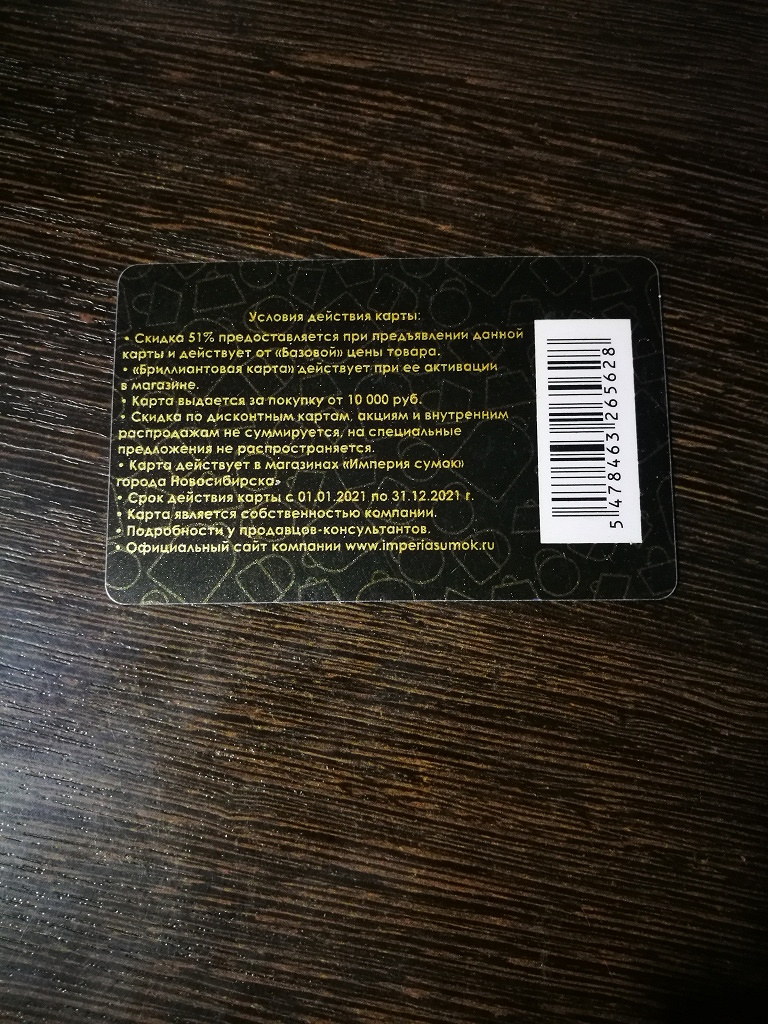 Условия действия карты:
• Скидка 51% предоставляется при предъявлении данной
карты и действует от «Базовой» цены товара.
• «Бриллиантовая карта» действует при ее активации
в магазине.
• Карта выдается за покупку от 10 000 руб.
• Скидка по дисконтным картам, акциям и внутренним
распродажам не суммируется, на специальные
предложения не распространяется.
• Карта действует в магазинах «Империя сумок»
города Новосибирска»
• Срок действия карты с 01.01.2021 по 31.12.2021 г.
• Карта является собственностью компании.
• Подробности у продавцов-консультантов.
• Официальный сайт компании www.imperiasumok.ru
5 478463 265628